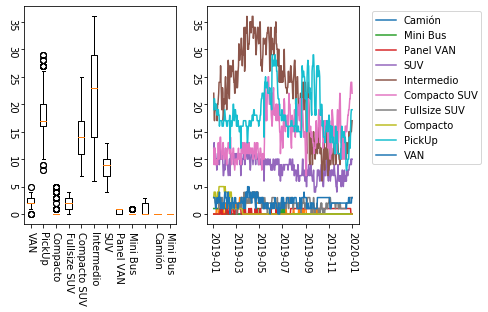 35
30
25
20
15
10
5
0
VAN
PickUp
Compacto
Fullsize SUV
Compacto SUV
Intermedio
SUV
Panel VAN
Mini Bus
Camión
Mini Bus
35
30
25
20
15
10
5
0
2019-01
2019-03
2019-05
2019-07
2019-09
2019-11
2020-01
Camión
Mini Bus
Panel VAN
SUV
Intermedio
Compacto SUV
Fullsize SUV
Compacto
PickUp
VAN